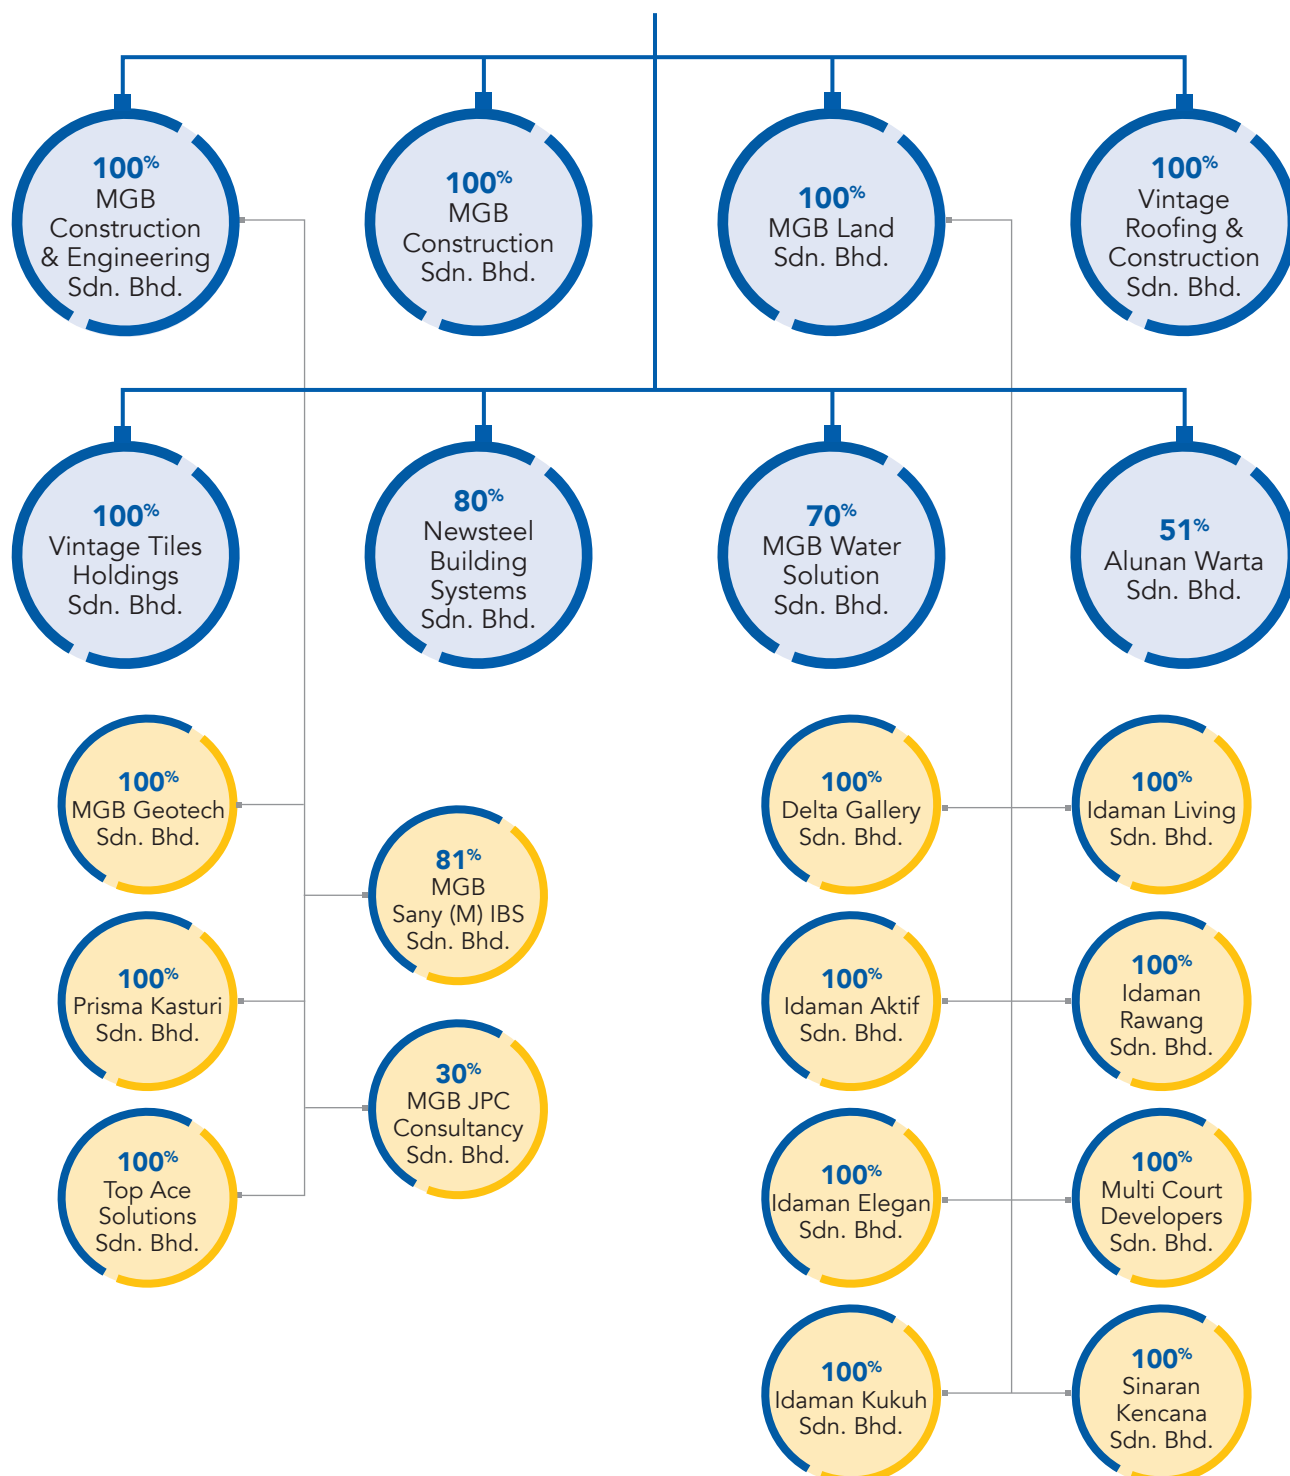 100%
MGB
Construction
& Engineering
Sdn. Bhd.
100%
MGB
Construction
Sdn. Bhd.
100%
MGB Land
Sdn. Bhd.
100%
Vintage
Roofing &
Construction
Sdn. Bhd.
100%
Vintage Tiles
Holdings
Sdn. Bhd.
80%
Newsteel
Building
Systems
Sdn. Bhd.
70%
MGB Water
Solution
Sdn. Bhd.
51%
Alunan Warta
Sdn. Bhd.
100%
MGB Geotech
Sdn. Bhd.
81%
MGB
Sany (M) IBS
Sdn. Bhd.
100%
Prisma Kasturi
Sdn. Bhd.
30%
MGB JPC
Consultancy
Sdn. Bhd.
100%
Top Ace
Solutions
Sdn. Bhd.
100%
Delta Gallery
Sdn. Bhd.
100%
Idaman Living
Sdn. Bhd.
100%
Idaman Aktif
Sdn. Bhd.
100%
Idaman
Rawang
Sdn. Bhd.
100%
Idaman Elegan
Sdn. Bhd.
100%
Multi Court
Developers
Sdn. Bhd.
100%
Idaman Kukuh
Sdn. Bhd.
100%
Sinaran
Kencana
Sdn. Bhd.